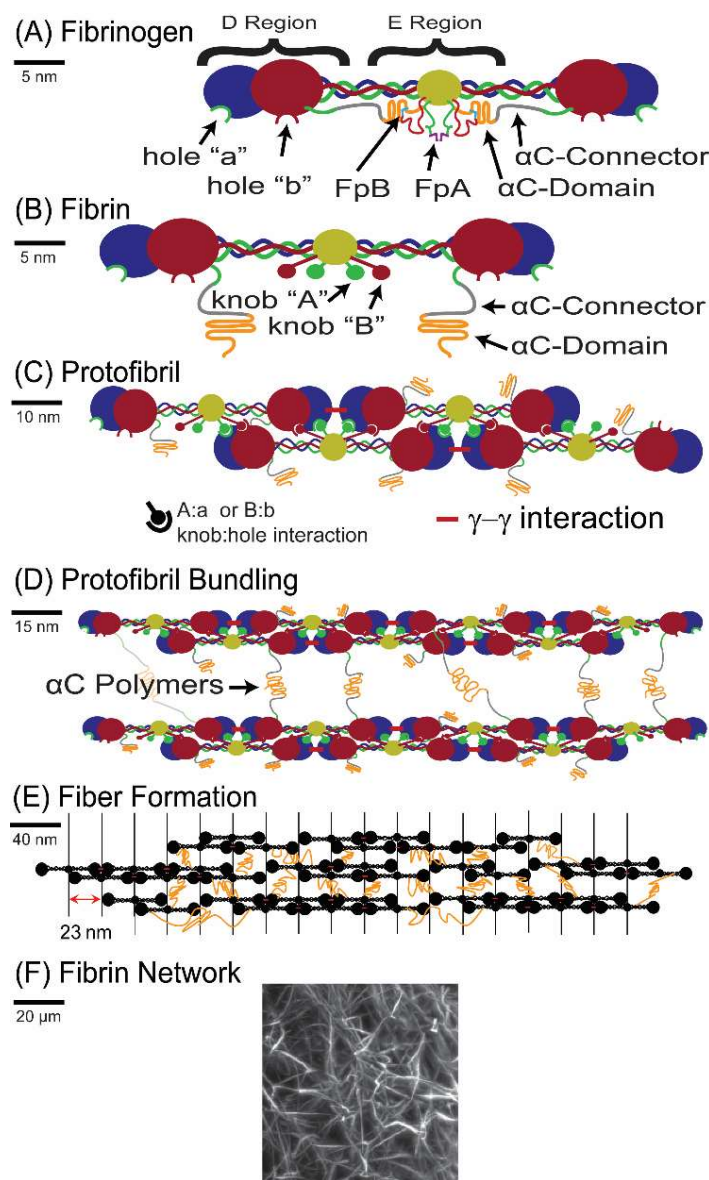 (A) Fibrinogen
D Region
E Region
5 nm
hole "a"
hole "b"
FpB
FpA
αC-Connector
αC-Domain
(B) Fibrin
5 nm
knob "A"
knob "B"
αC-Connector
αC-Domain
(C) Protofibril
10 nm
A:a or B:b
knob:hole interaction
γ–γ interaction
(D) Protofibril Bundling
15 nm
αC Polymers
(E) Fiber Formation
40 nm
23 nm
(F) Fibrin Network
20 µm